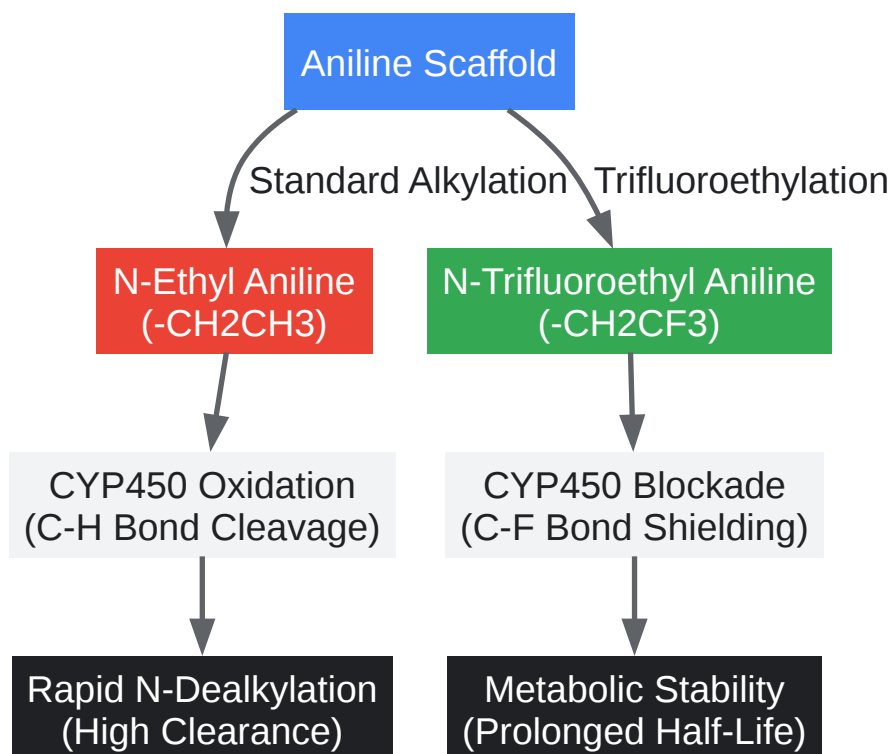 Aniline Scaffold
Standard Alkylation
Trifluoroethylation
N-Ethyl Aniline
(-CH2CH3)
N-Trifluoroethyl Aniline
(-CH2CF3)
CYP450 Oxidation
(C-H Bond Cleavage)
CYP450 Blockade
(C-F Bond Shielding)
Rapid N-Dealkylation
(High Clearance)
Metabolic Stability
(Prolonged Half-Life)